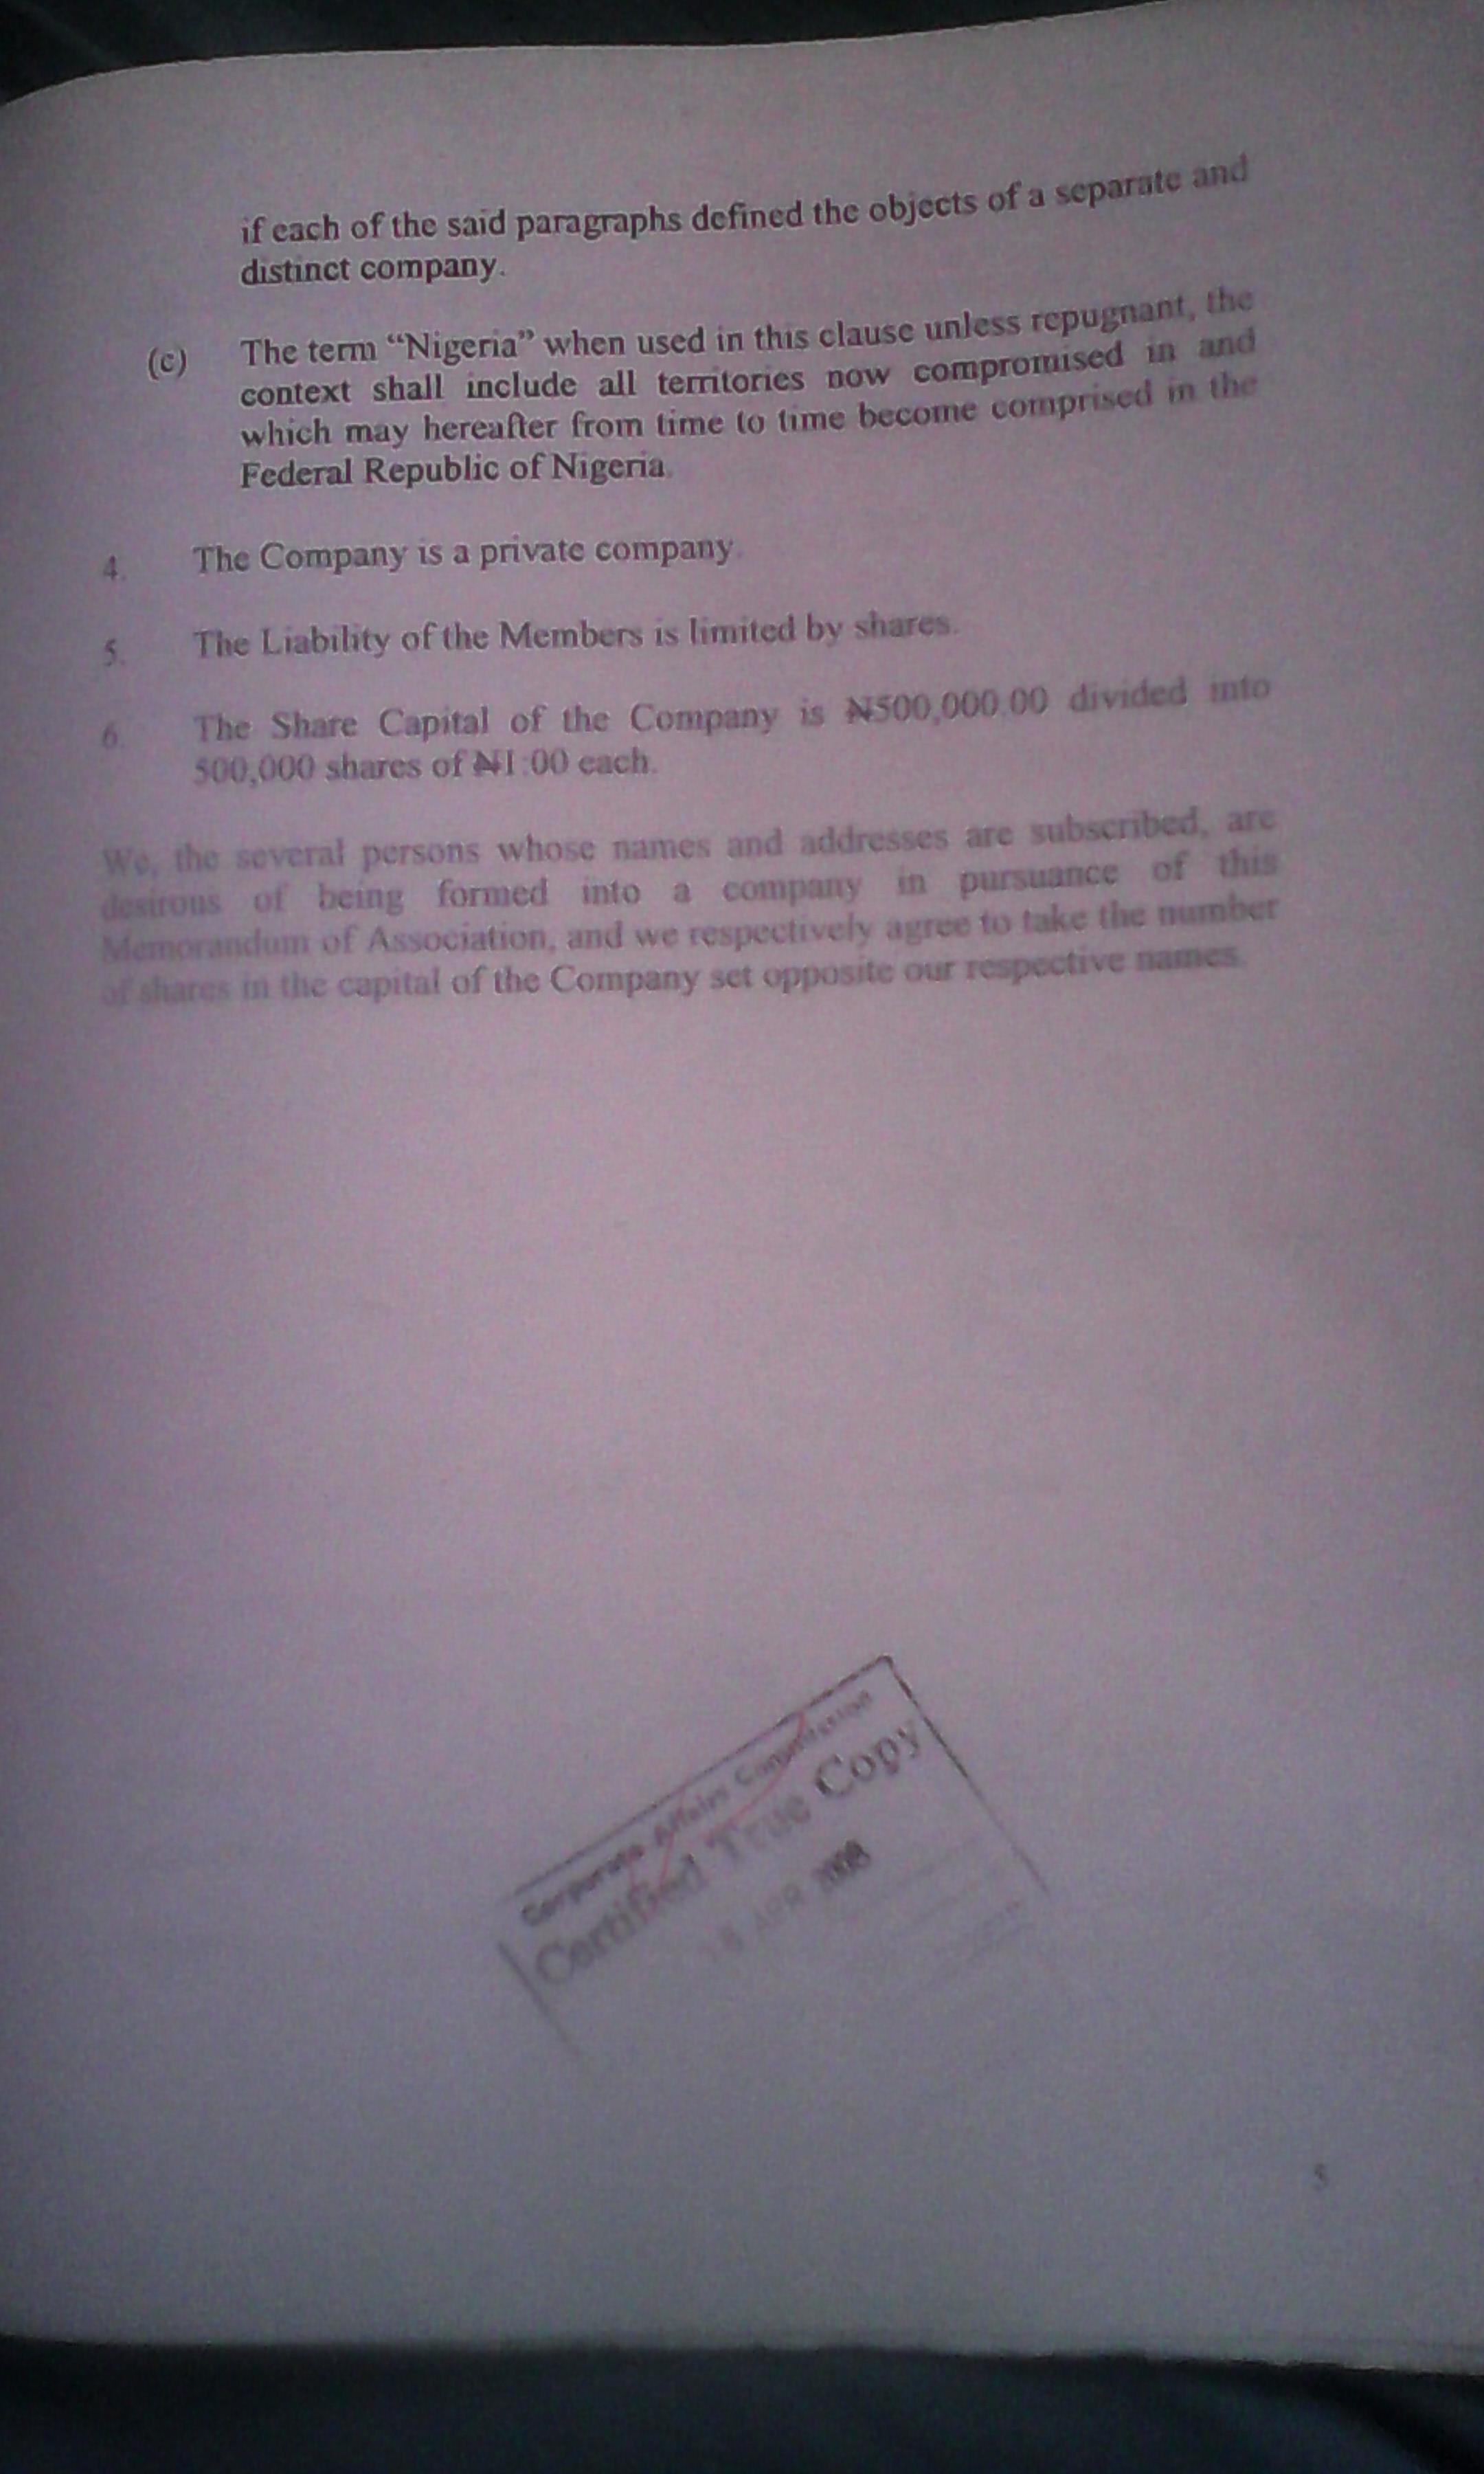 if each of the said paragraphs defined the objects of a separate and
distinct company.
(c) The term “Nigeria” when used in this clause unless repugnant, the
context shall include all territories now compromised in and
which may hereafter from time to time become comprised in the
Federal Republic of Nigeria.
4. The Company is a private company.
5. The Liability of the Members is limited by shares.
6. The Share Capital of the Company is ₦500,000.00 divided into
500,000 shares of ₦1:00 each.
We, the several persons whose names and addresses are subscribed, are
desirous of being formed into a company in pursuance of this
Memorandum of Association, and we respectively agree to take the number
of shares in the capital of the Company set opposite our respective names.
Corporate Affairs Commission
Certified True Copy
APR 2008
5